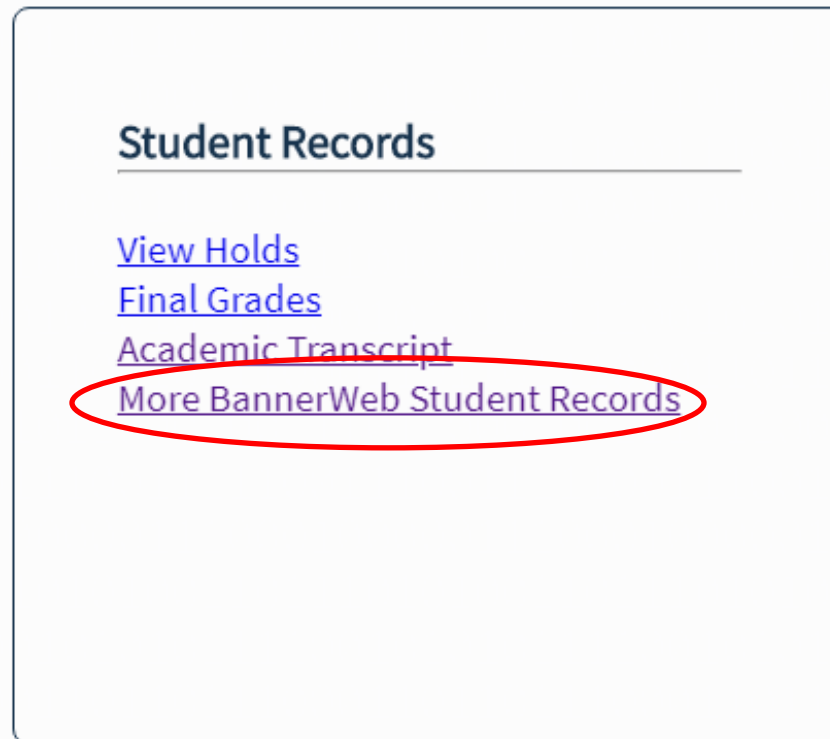 Student Records
View Holds
Final Grades
Academic Transcript
More BannerWeb Student Records